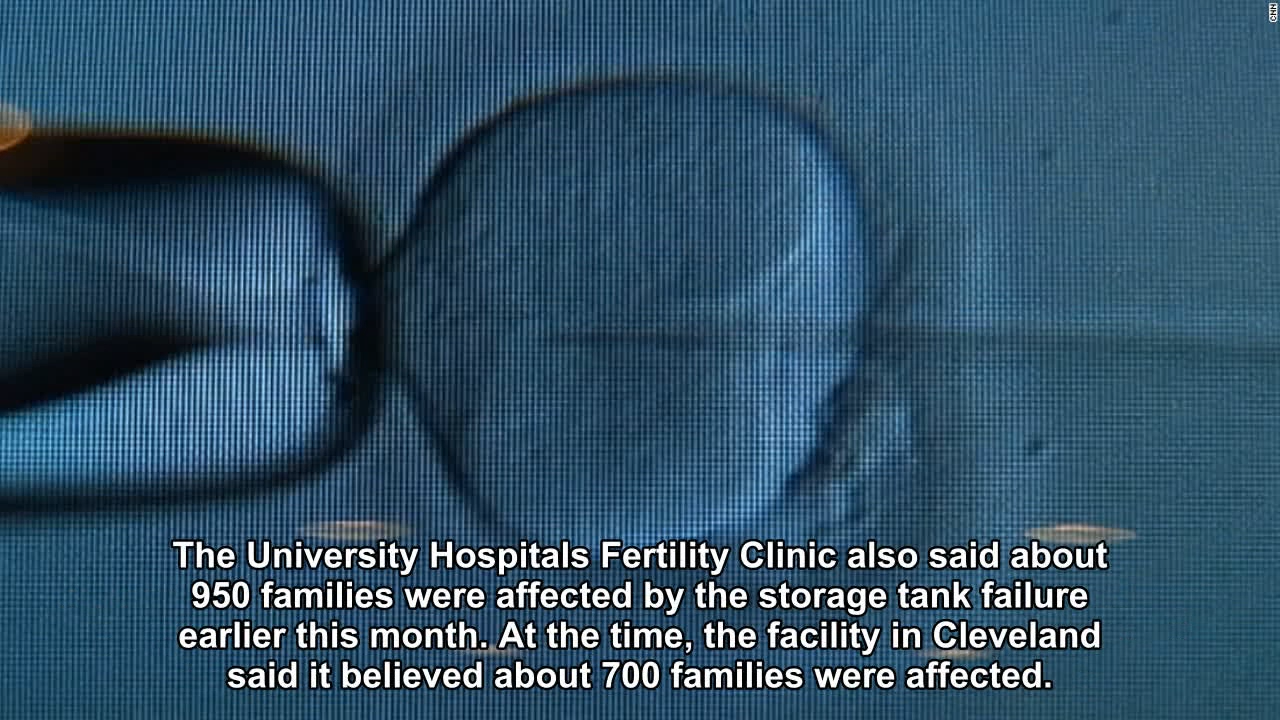 CNN
The University Hospitals Fertility Clinic also said about
950 families were affected by the storage tank failure
earlier this month. At the time, the facility in Cleveland
said it believed about 700 families were affected.